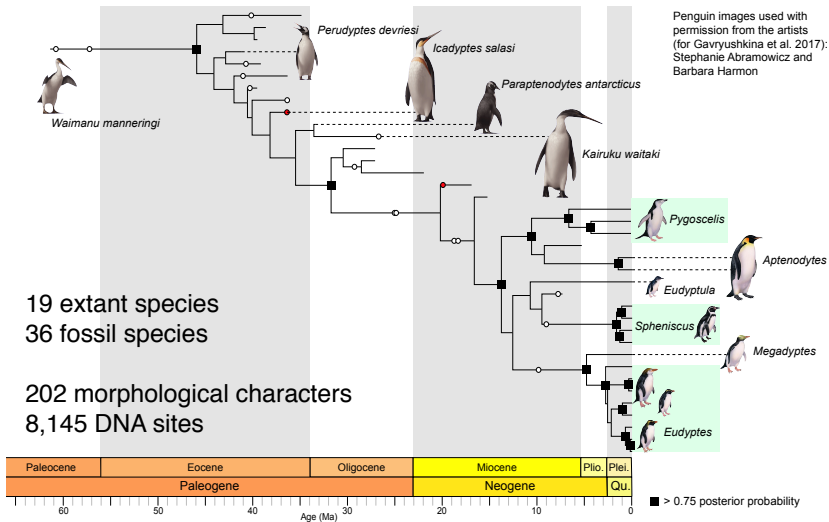 Penguin images used with
permission from the artists
(for Gavryushkina et al. 2017):
Stephanie Abramowicz and
Barbara Harmon
Perudyptes devriesi
Icadyptes salasi
Paraptenodytes antarcticus
Waimanu manneringi
Kairuku waitaki
Pygoscelis
Aptenodytes
Eudyptula
Spheniscus
Megadyptes
Eudyptes
19 extant species
36 fossil species
202 morphological characters
8,145 DNA sites
Paleocene Eocene Oligocene Miocene Plio. Plei.
Paleogene Neogene Qu.
60 50 40 30 20 10 0
Age (Ma)
> 0.75 posterior probability